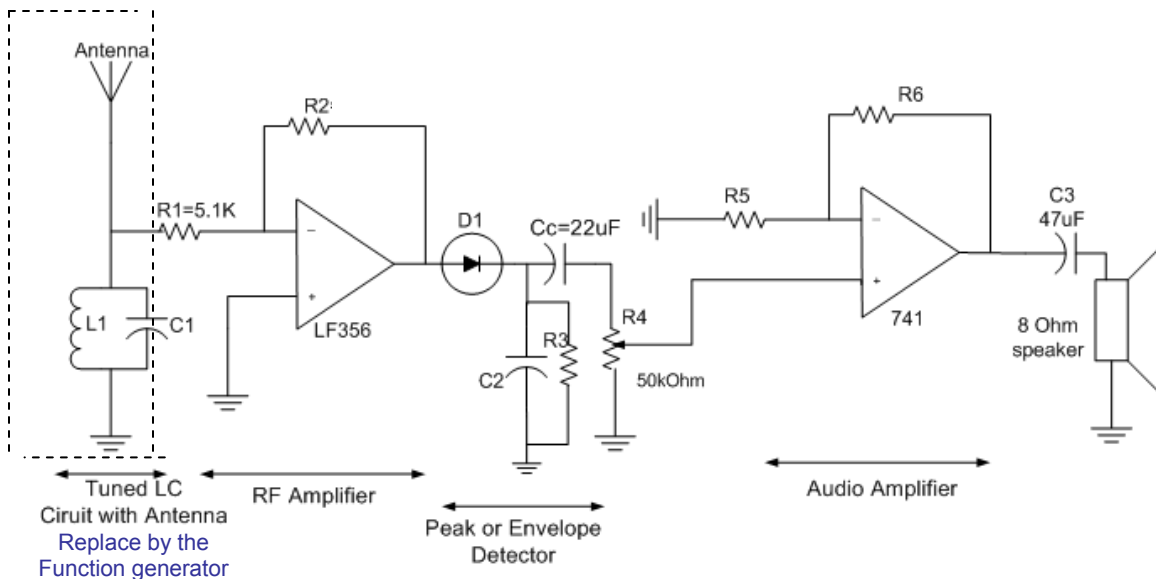 Antenna
R1=5.1K
L1
C1
R2
−
+
LF356
D1
Cc=22uF
C2
R3
R4
50kOhm
R5
R6
−
+
741
C3
47uF
8 Ohm
speaker
Tuned LC
Ciruit with Antenna
Replace by the
Function generator
RF Amplifier
Peak or Envelope
Detector
Audio Amplifier